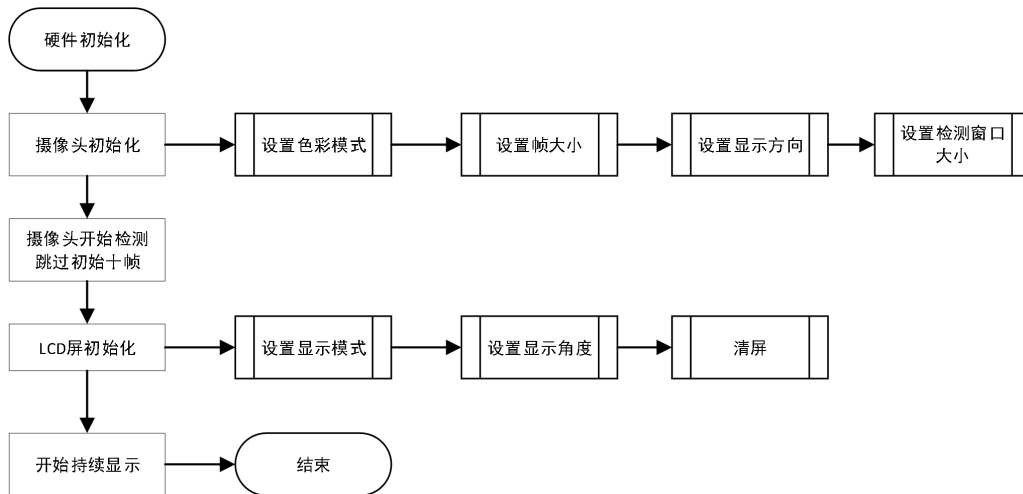 硬件初始化
摄像头初始化
设置色彩模式
设置帧大小
设置显示方向
设置检测窗口
大小
摄像头开始检测
跳过初始十帧
LCD屏初始化
设置显示模式
设置显示角度
清屏
开始持续显示
结束